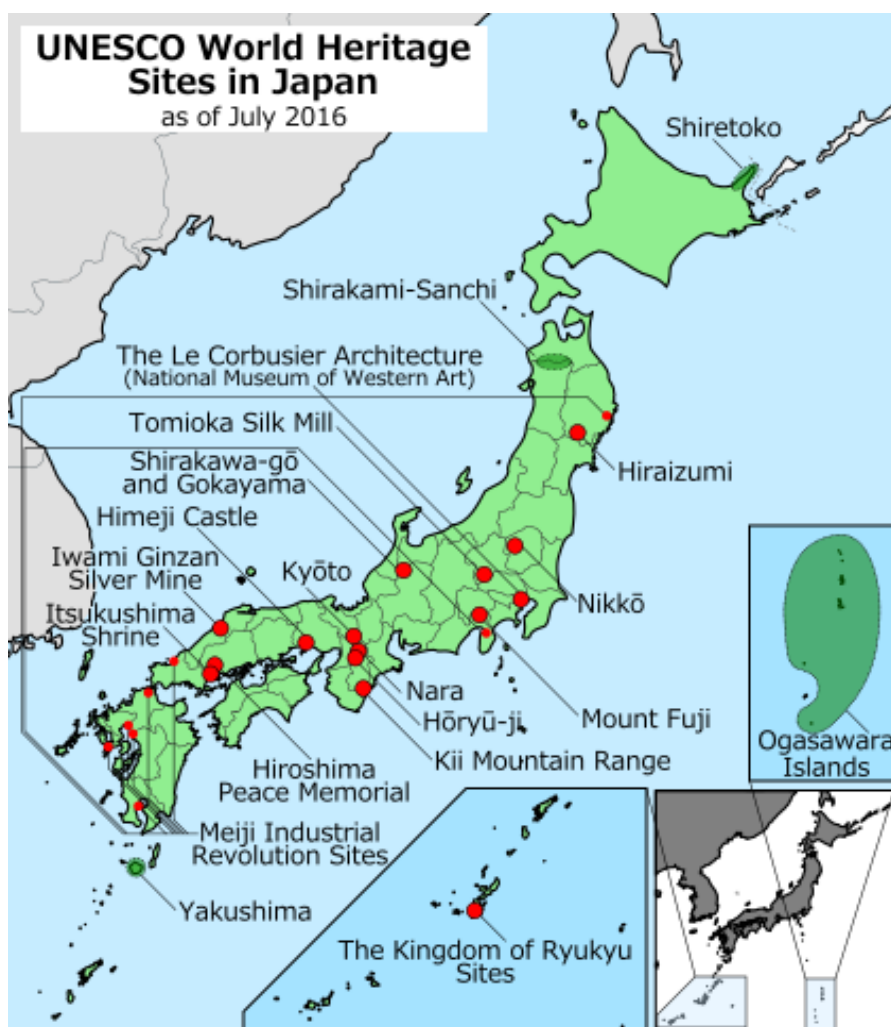 UNESCO World Heritage
Sites in Japan
as of July 2016
Shiretoko
Shirakami-Sanchi
The Le Corbusier Architecture
(National Museum of Western Art)
Tomioka Silk Mill
Shirakawa-gō
and Gokayama
Hiraizumi
Himeji Castle
Iwami Ginzan
Silver Mine
Kyōto
Nikkō
Itsukushima
Shrine
Nara
Mount Fuji
Hōryū-ji
Kii Mountain Range
Ogasawara
Islands
Hiroshima
Peace Memorial
Meiji Industrial
Revolution Sites
Yakushima
The Kingdom of Ryukyu
Sites